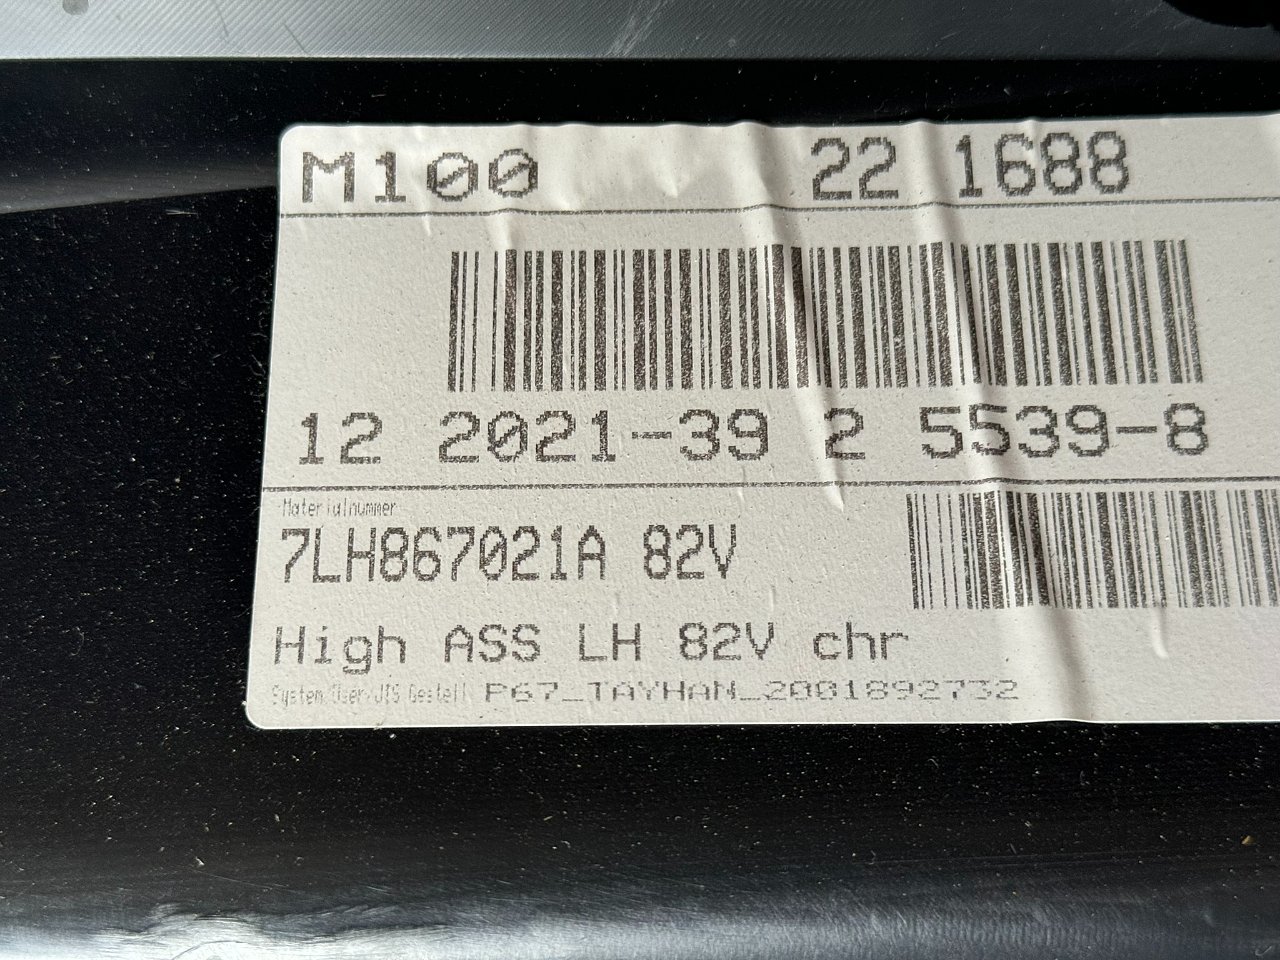 M100 22 1688
12 2021-39 2 5539-8
Materialnummer
7LH867021A 82V
High ASS LH 82V chr
System User/JIS Gestell P67_TAYHAN_2001892732